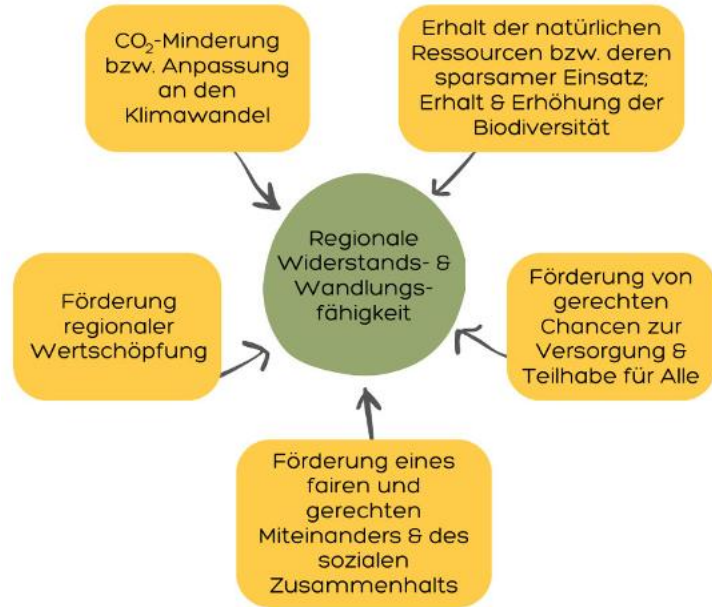 CO₂-Minderung
bzw. Anpassung
an den
Klimawandel
Erhalt der natürlichen
Ressourcen bzw. deren
sparsamer Einsatz;
Erhalt & Erhöhung der
Biodiversität
Regionale
Widerstands- &
Wandlungs-
fähigkeit
Förderung
regionaler
Wertschöpfung
Förderung von
gerechten
Chancen zur
Versorgung &
Teilhabe für Alle
Förderung eines
fairen und
gerechten
Miteinanders & des
sozialen
Zusammenhalts